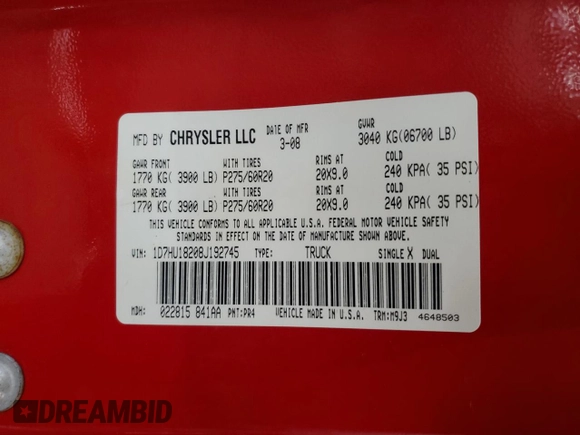 MFD BY CHRYSLER LLC DATE OF MFR 3-08 GVWR 3040 KG(06700 LB)
GAWR FRONT WITH TIRES RIMS AT COLD
1770 KG( 3900 LB) P275/60R20 20X9.0 240 KPA( 35 PSI)
GAWR REAR WITH TIRES RIMS AT COLD
1770 KG( 3900 LB) P275/60R20 20X9.0 240 KPA( 35 PSI)
THIS VEHICLE CONFORMS TO ALL APPLICABLE U.S.A. FEDERAL MOTOR VEHICLE SAFETY
STANDARDS IN EFFECT ON THE DATE OF MANUFACTURE SHOWN ABOVE.
VIN: 1D7HU18208J192745 TYPE: TRUCK SINGLE X DUAL
MDH: 022815 841AA PNT:PR4 VEHICLE MADE IN U.S.A. TRM:M9J3 4648503
DREAMBID